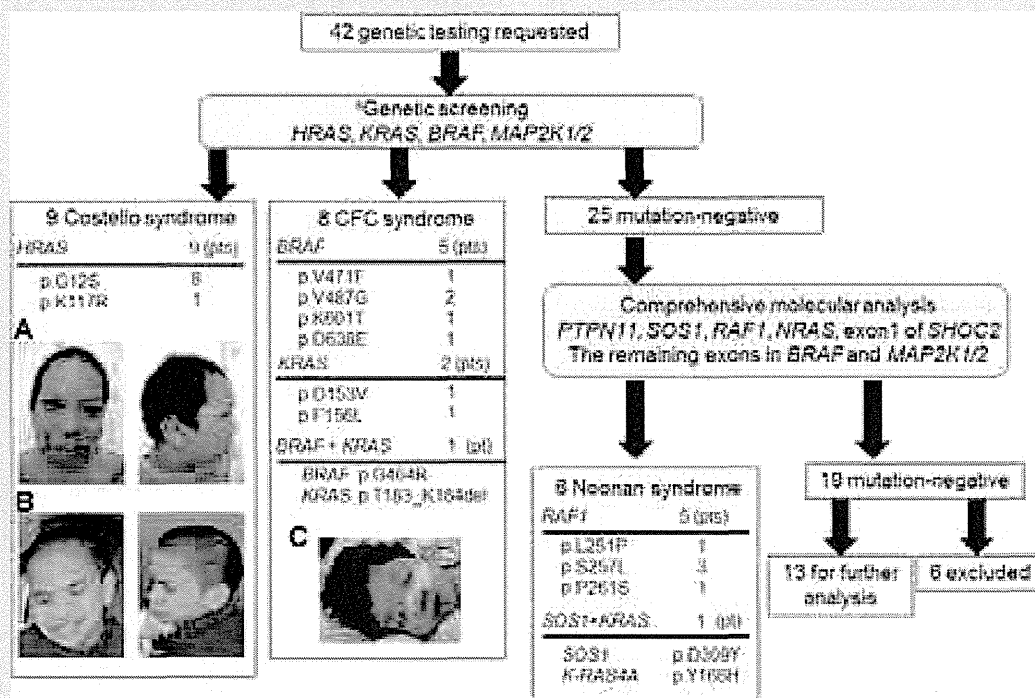 42 genetic testing requested
Genetic screening
HRAS, KRAS, BRAF, MAP2K1/2
9 Costello syndrome
HRAS 9 (pts)
p.G12S 8
p.K117R 1
A
B
8 CFC syndrome
BRAF 5 (pts)
p.V471F 1
p.V487G 2
p.K601T 1
p.D638E 1
KRAS 2 (pts)
p.D153V 1
p.F156L 1
BRAF + KRAS 1 (pt)
BRAF p.G464R
KRAS p.T183_K184del
C
25 mutation-negative
Comprehensive molecular analysis
PTPN11, SOS1, RAF1, NRAS, exon1 of SHOC2
The remaining exons in BRAF and MAP2K1/2
6 Noonan syndrome
RAF1 5 (pts)
p.S257L 3
p.P261S 1
SOS1+KRAS 1 (pt)
SOS1 p.D309Y
K-RAS4A p.Y166H
19 mutation-negative
13 for further
analysis
6 excluded